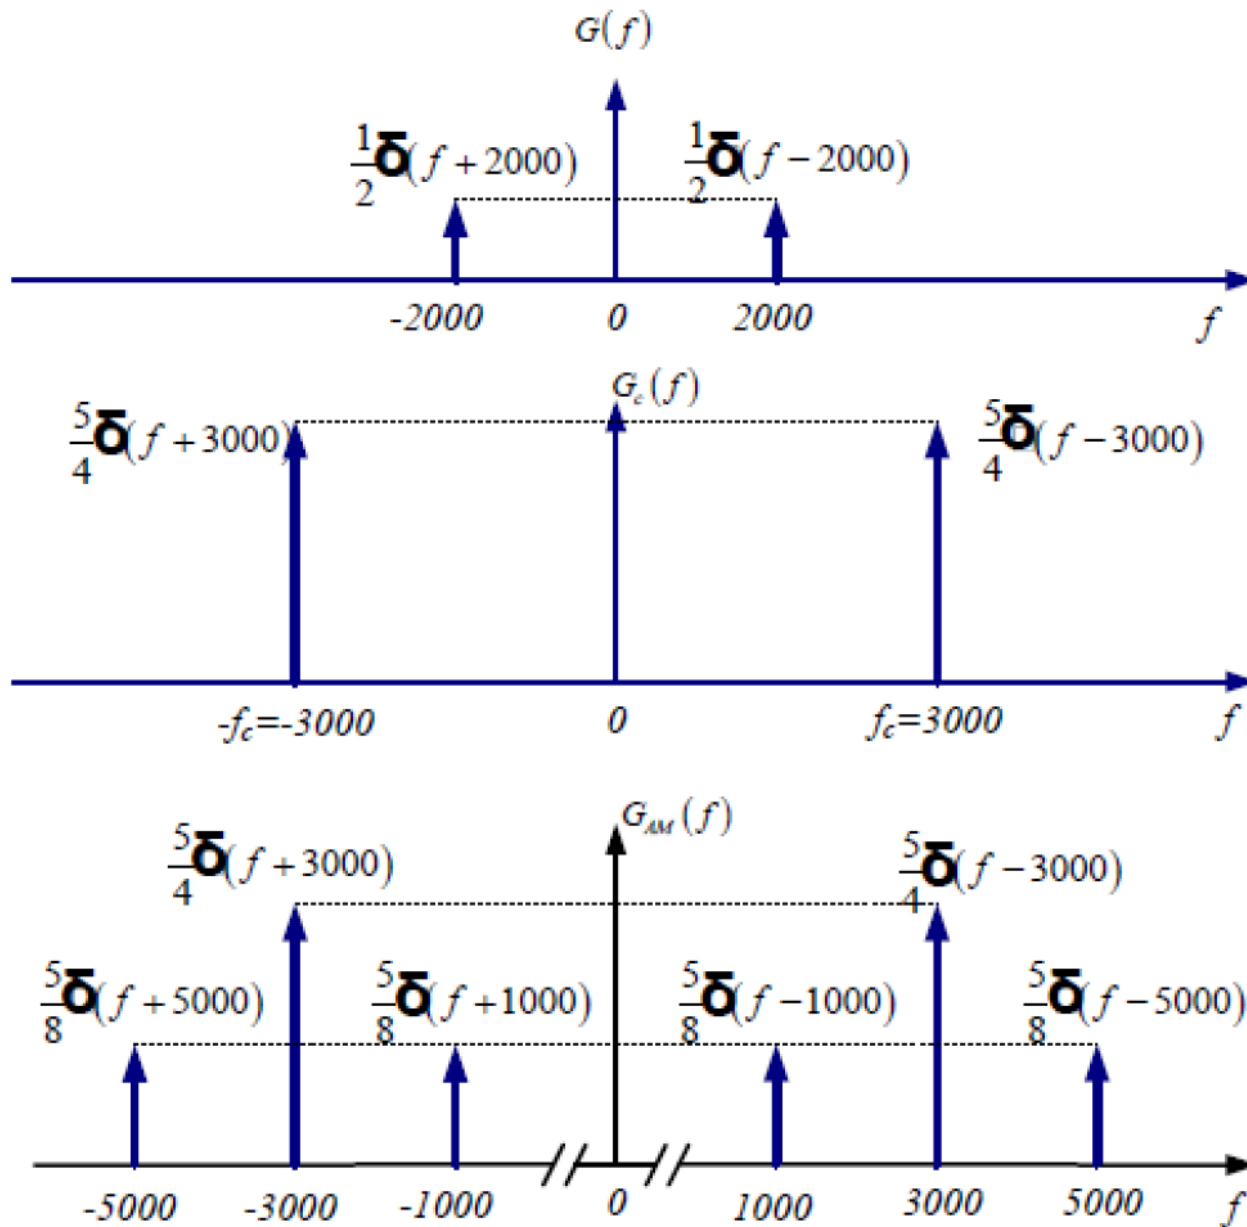 G(f)
1/2 δ(f + 2000)
1/2 δ(f − 2000)
-2000
0
2000
f
G_c(f)
5/4 δ(f + 3000)
5/4 δ(f − 3000)
-f_c=-3000
0
f_c=3000
f
G_AM(f)
5/4 δ(f + 3000)
5/4 δ(f − 3000)
5/8 δ(f + 5000)
5/8 δ(f + 1000)
5/8 δ(f − 1000)
5/8 δ(f − 5000)
-5000
-3000
-1000
0
1000
3000
5000
f